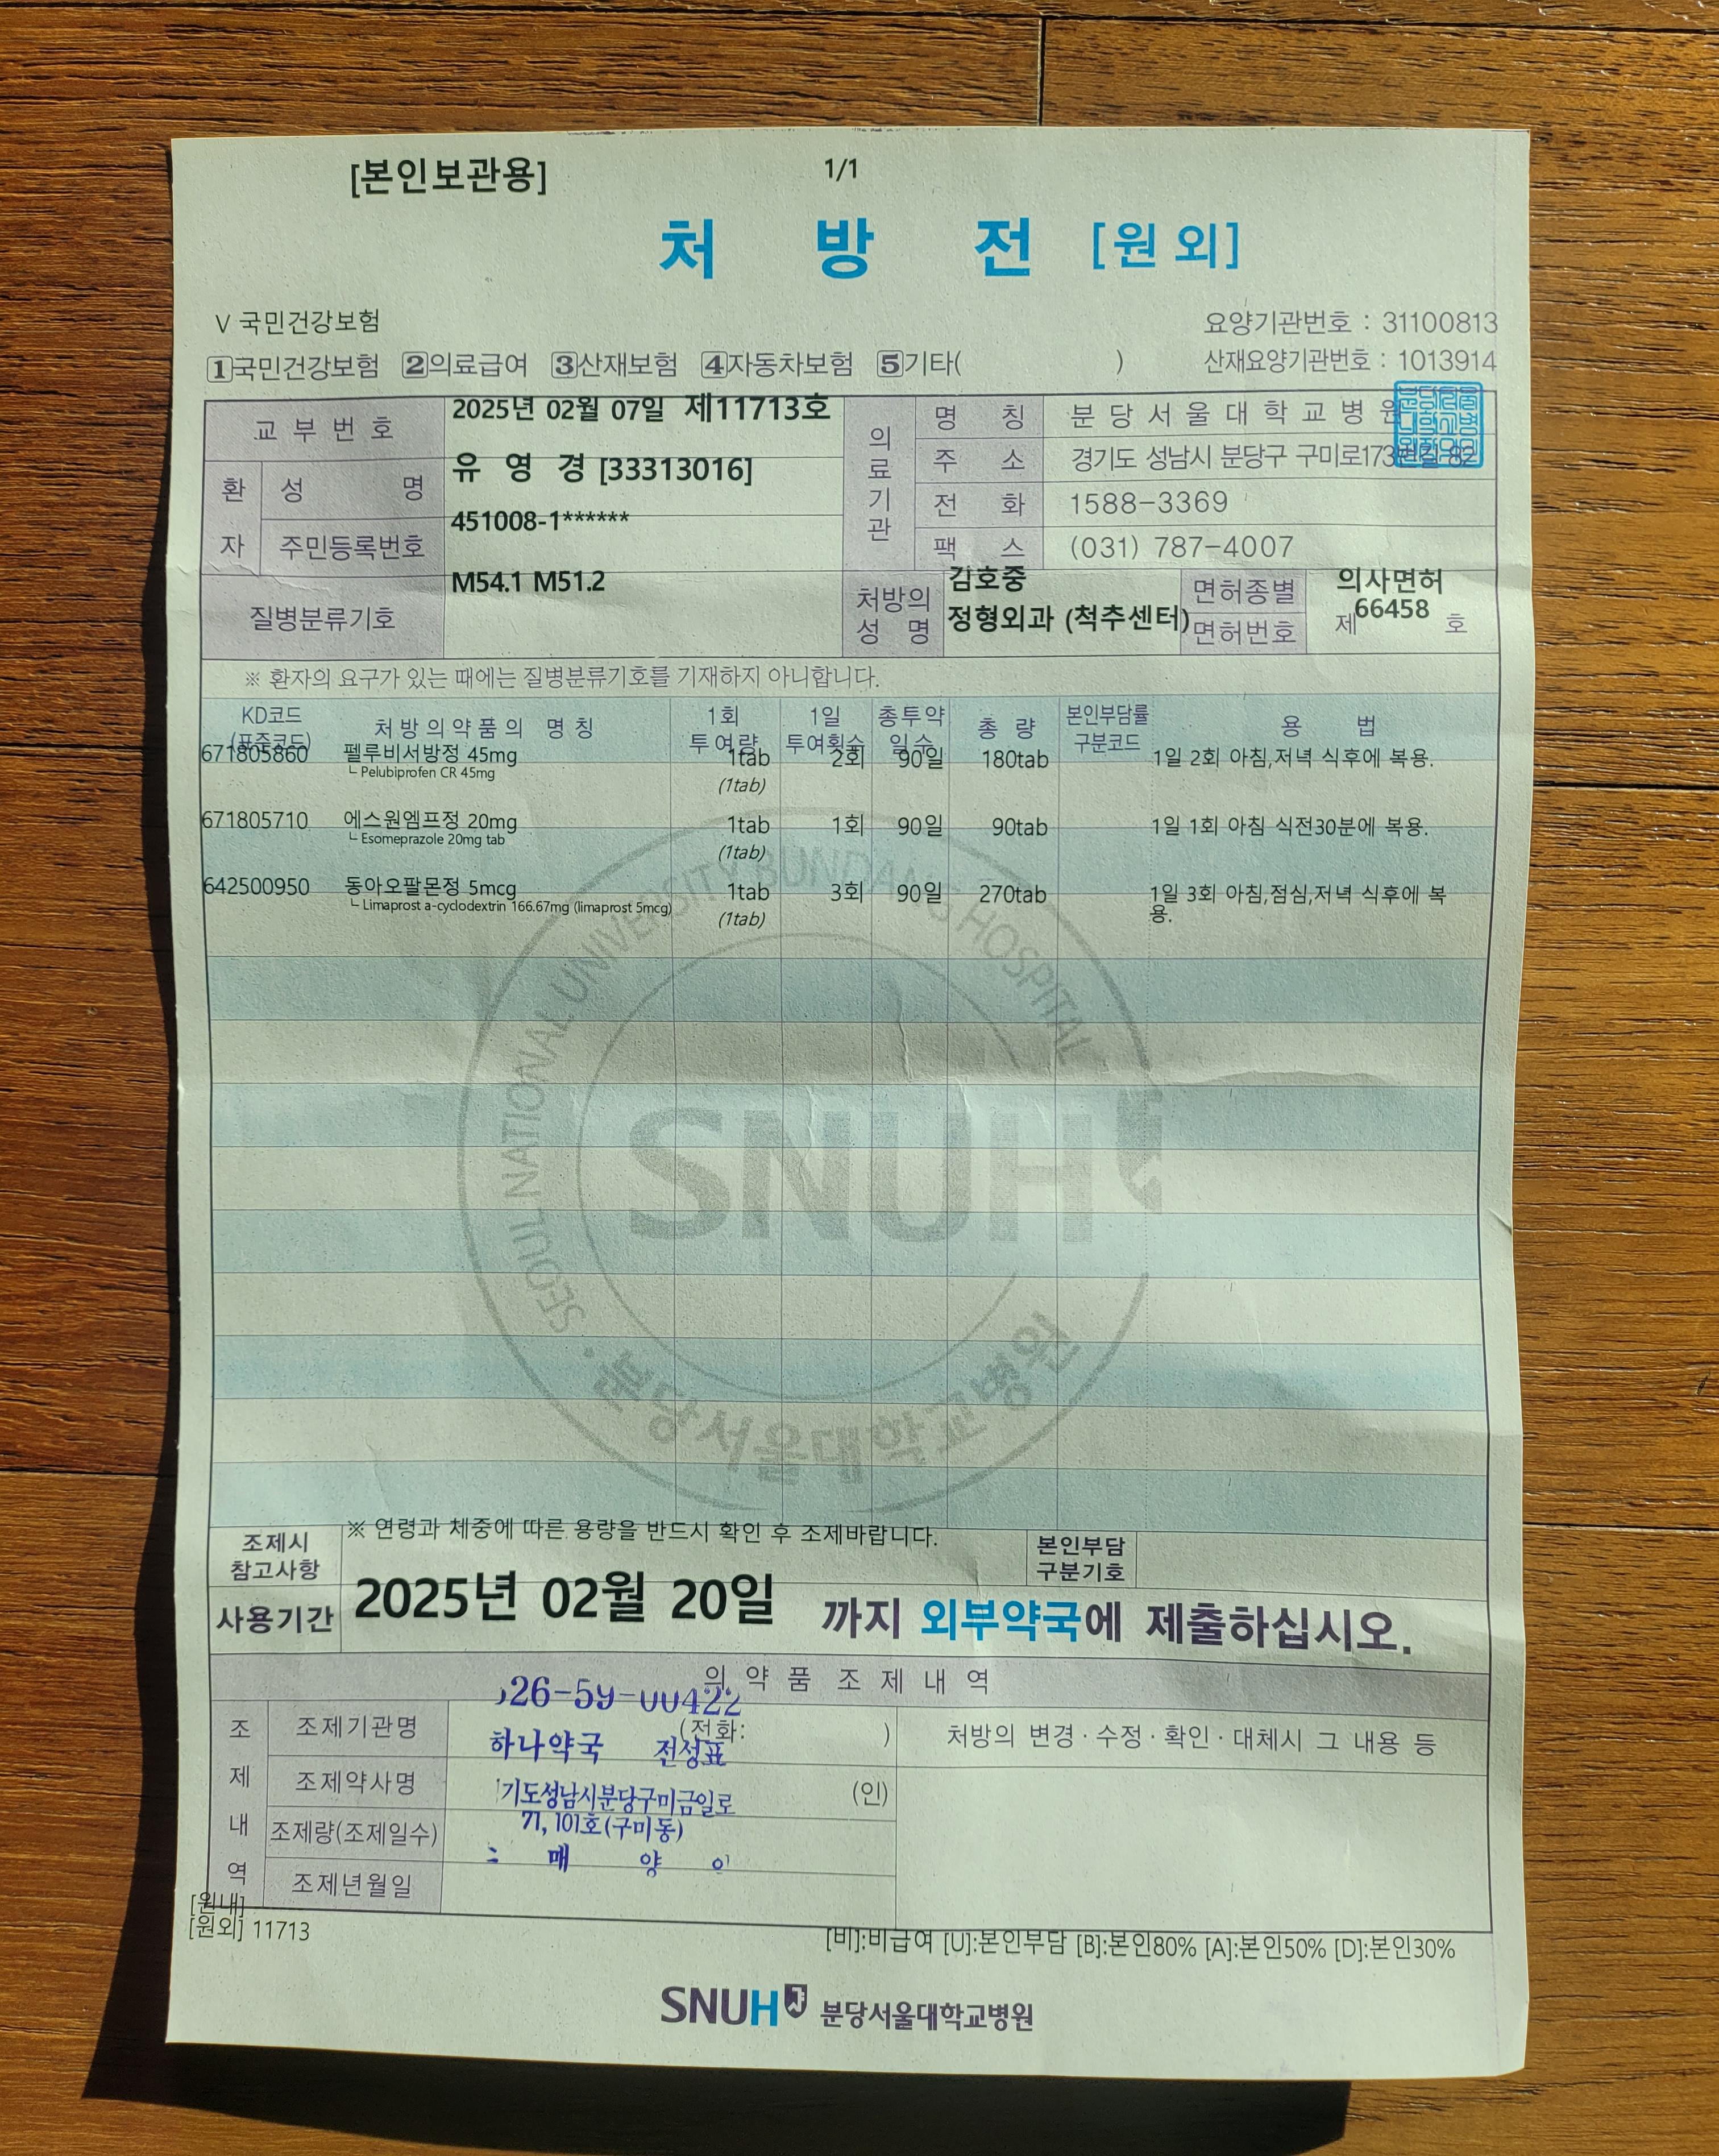 [본인보관용]
1/1
처 방 전 [원 외]
V 국민건강보험
요양기관번호 : 31100813
1국민건강보험 2의료급여 3산재보험 4자동차보험 5기타( )
산재요양기관번호 : 1013914
교 부 번 호 2025년 02월 07일 제11713호
의료기관
명 칭 분 당 서 울 대 학 교 병 원
주 소 경기도 성남시 분당구 구미로173번길 82
전 화 1588-3369
팩 스 (031) 787-4007
환자
성 명 유 영 경 [33313016]
주민등록번호 451008-1******
질병분류기호 M54.1 M51.2
처방의 성 명 김호중
정형외과 (척추센터)
면허종별 의사면허
면허번호 제 66458 호
※ 환자의 요구가 있는 때에는 질병분류기호를 기재하지 아니합니다.
KD코드 (표준코드) 처 방 의 약 품 의 명 칭 1회 투여량 1일 투여횟수 총투약 일수 총 량 본인부담률 구분코드 용 법
671805860 펠루비서방정 45mg 1tab 2회 90일 180tab 1일 2회 아침,저녁 식후에 복용.
└ Pelubiprofen CR 45mg (1tab)
671805710 에스원엠프정 20mg 1tab 1회 90일 90tab 1일 1회 아침 식전30분에 복용.
└ Esomeprazole 20mg tab (1tab)
642500950 동아오팔몬정 5mcg 1tab 3회 90일 270tab 1일 3회 아침,점심,저녁 식후에 복
└ Limaprost a-cyclodextrin 166.67mg (limaprost 5mcg) (1tab) 용.
SEOUL NATIONAL UNIVERSITY BUNDANG HOSPITAL
SNUH
분당서울대학교병원
조제시 참고사항 ※ 연령과 체중에 따른 용량을 반드시 확인 후 조제바랍니다.
본인부담 구분기호
사용기간 2025년 02월 20일 까지 외부약국에 제출하십시오.
의 약 품 조 제 내 역
26-59-00422
조제내역
조제기관명 (전화: )
하나약국 전성표
처방의 변경 · 수정 · 확인 · 대체시 그 내용 등
조제약사명 (인)
기도성남시분당구미금일로
71, 101호(구미동)
조제량(조제일수)
매 양
조제년월일
[원내]
[원외] 11713
[비]:비급여 [U]:본인부담 [B]:본인80% [A]:본인50% [D]:본인30%
SNUH 분당서울대학교병원